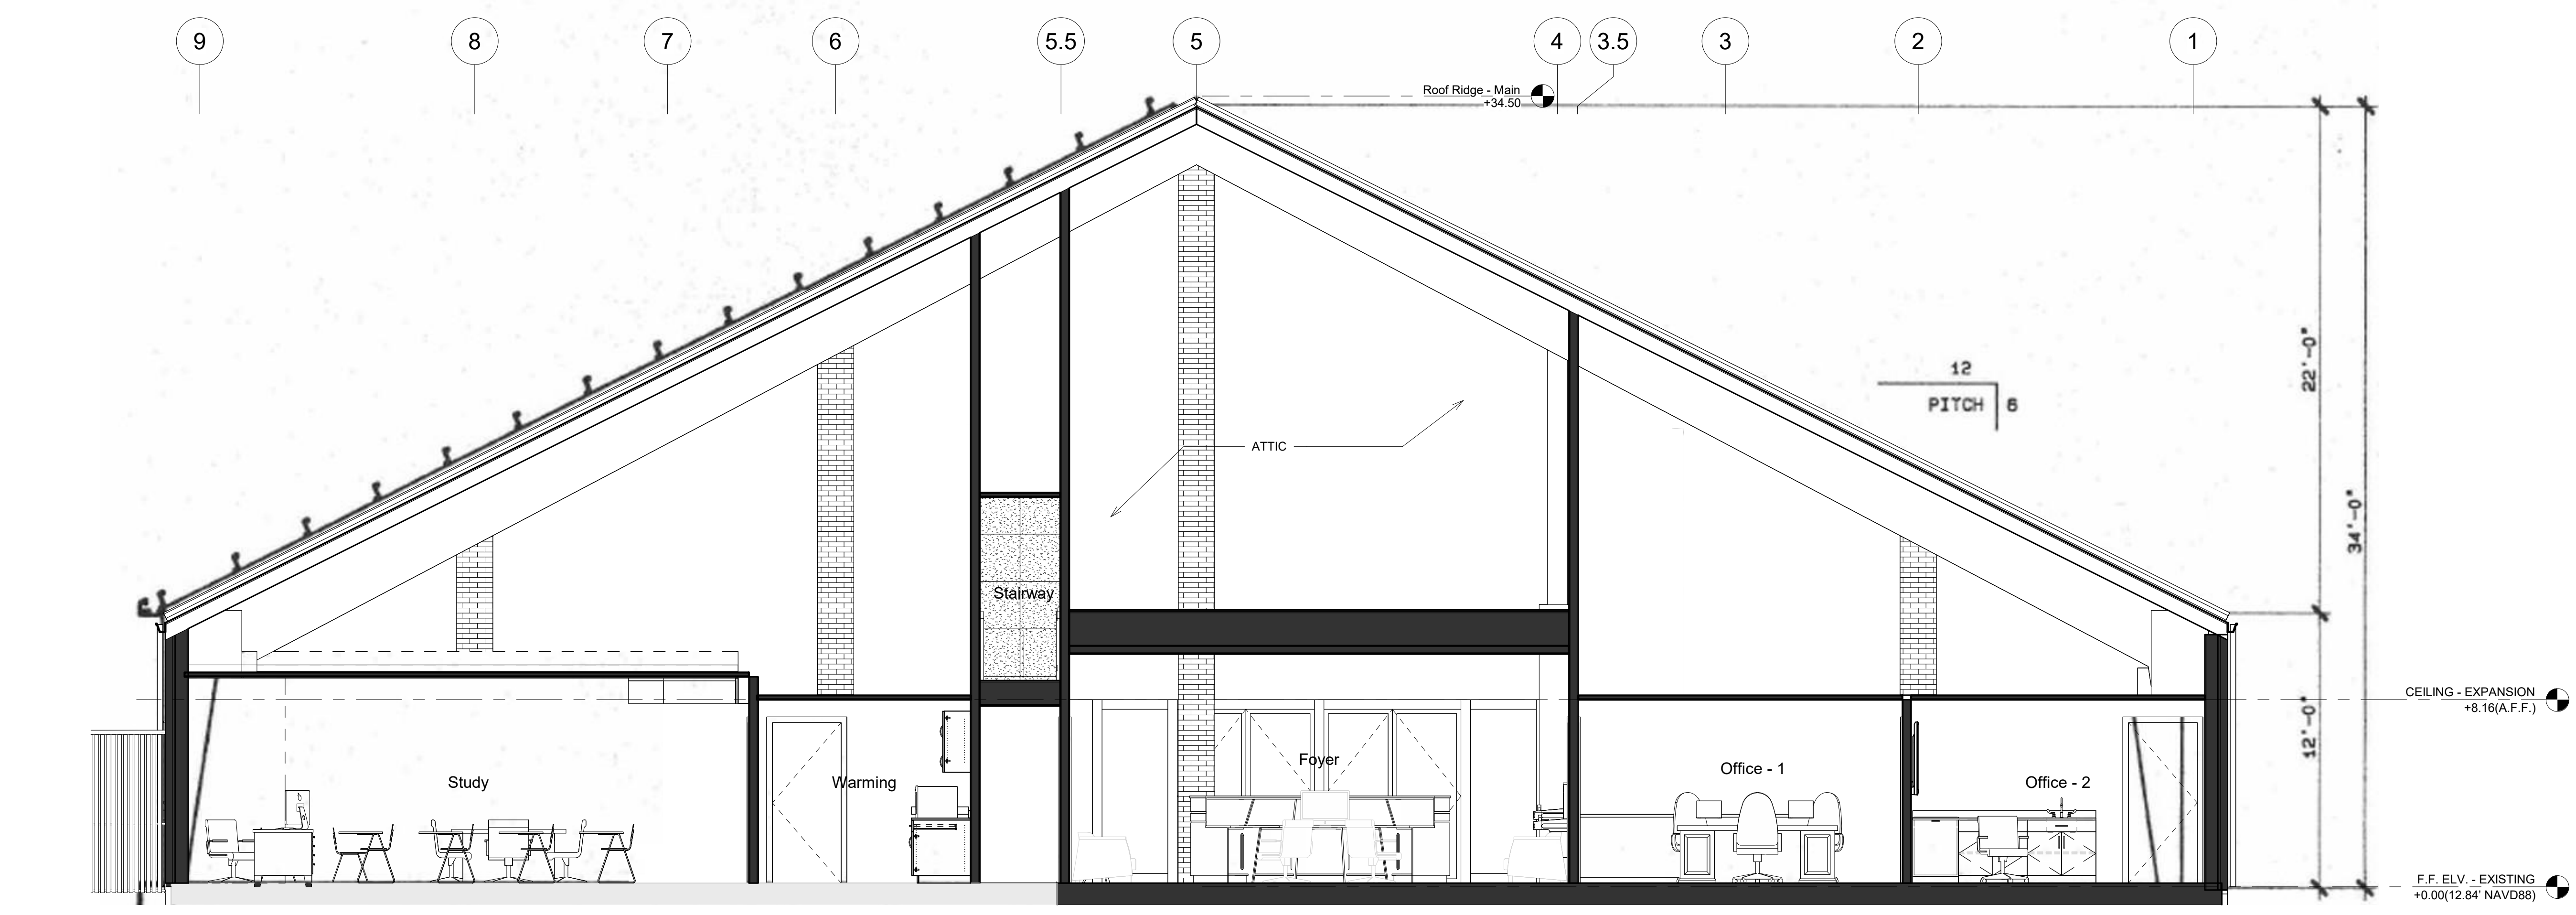 9
8
7
6
5.5
5
4
3.5
3
2
1
Roof Ridge - Main
+34.50
22'-0"
12
PITCH 6
ATTIC
34'-0"
Stairway
CEILING - EXPANSION
+8.16(A.F.F.)
12'-0"
Study
Warming
Foyer
Office - 1
Office - 2
F.F. ELV. - EXISTING
+0.00(12.84' NAVD88)